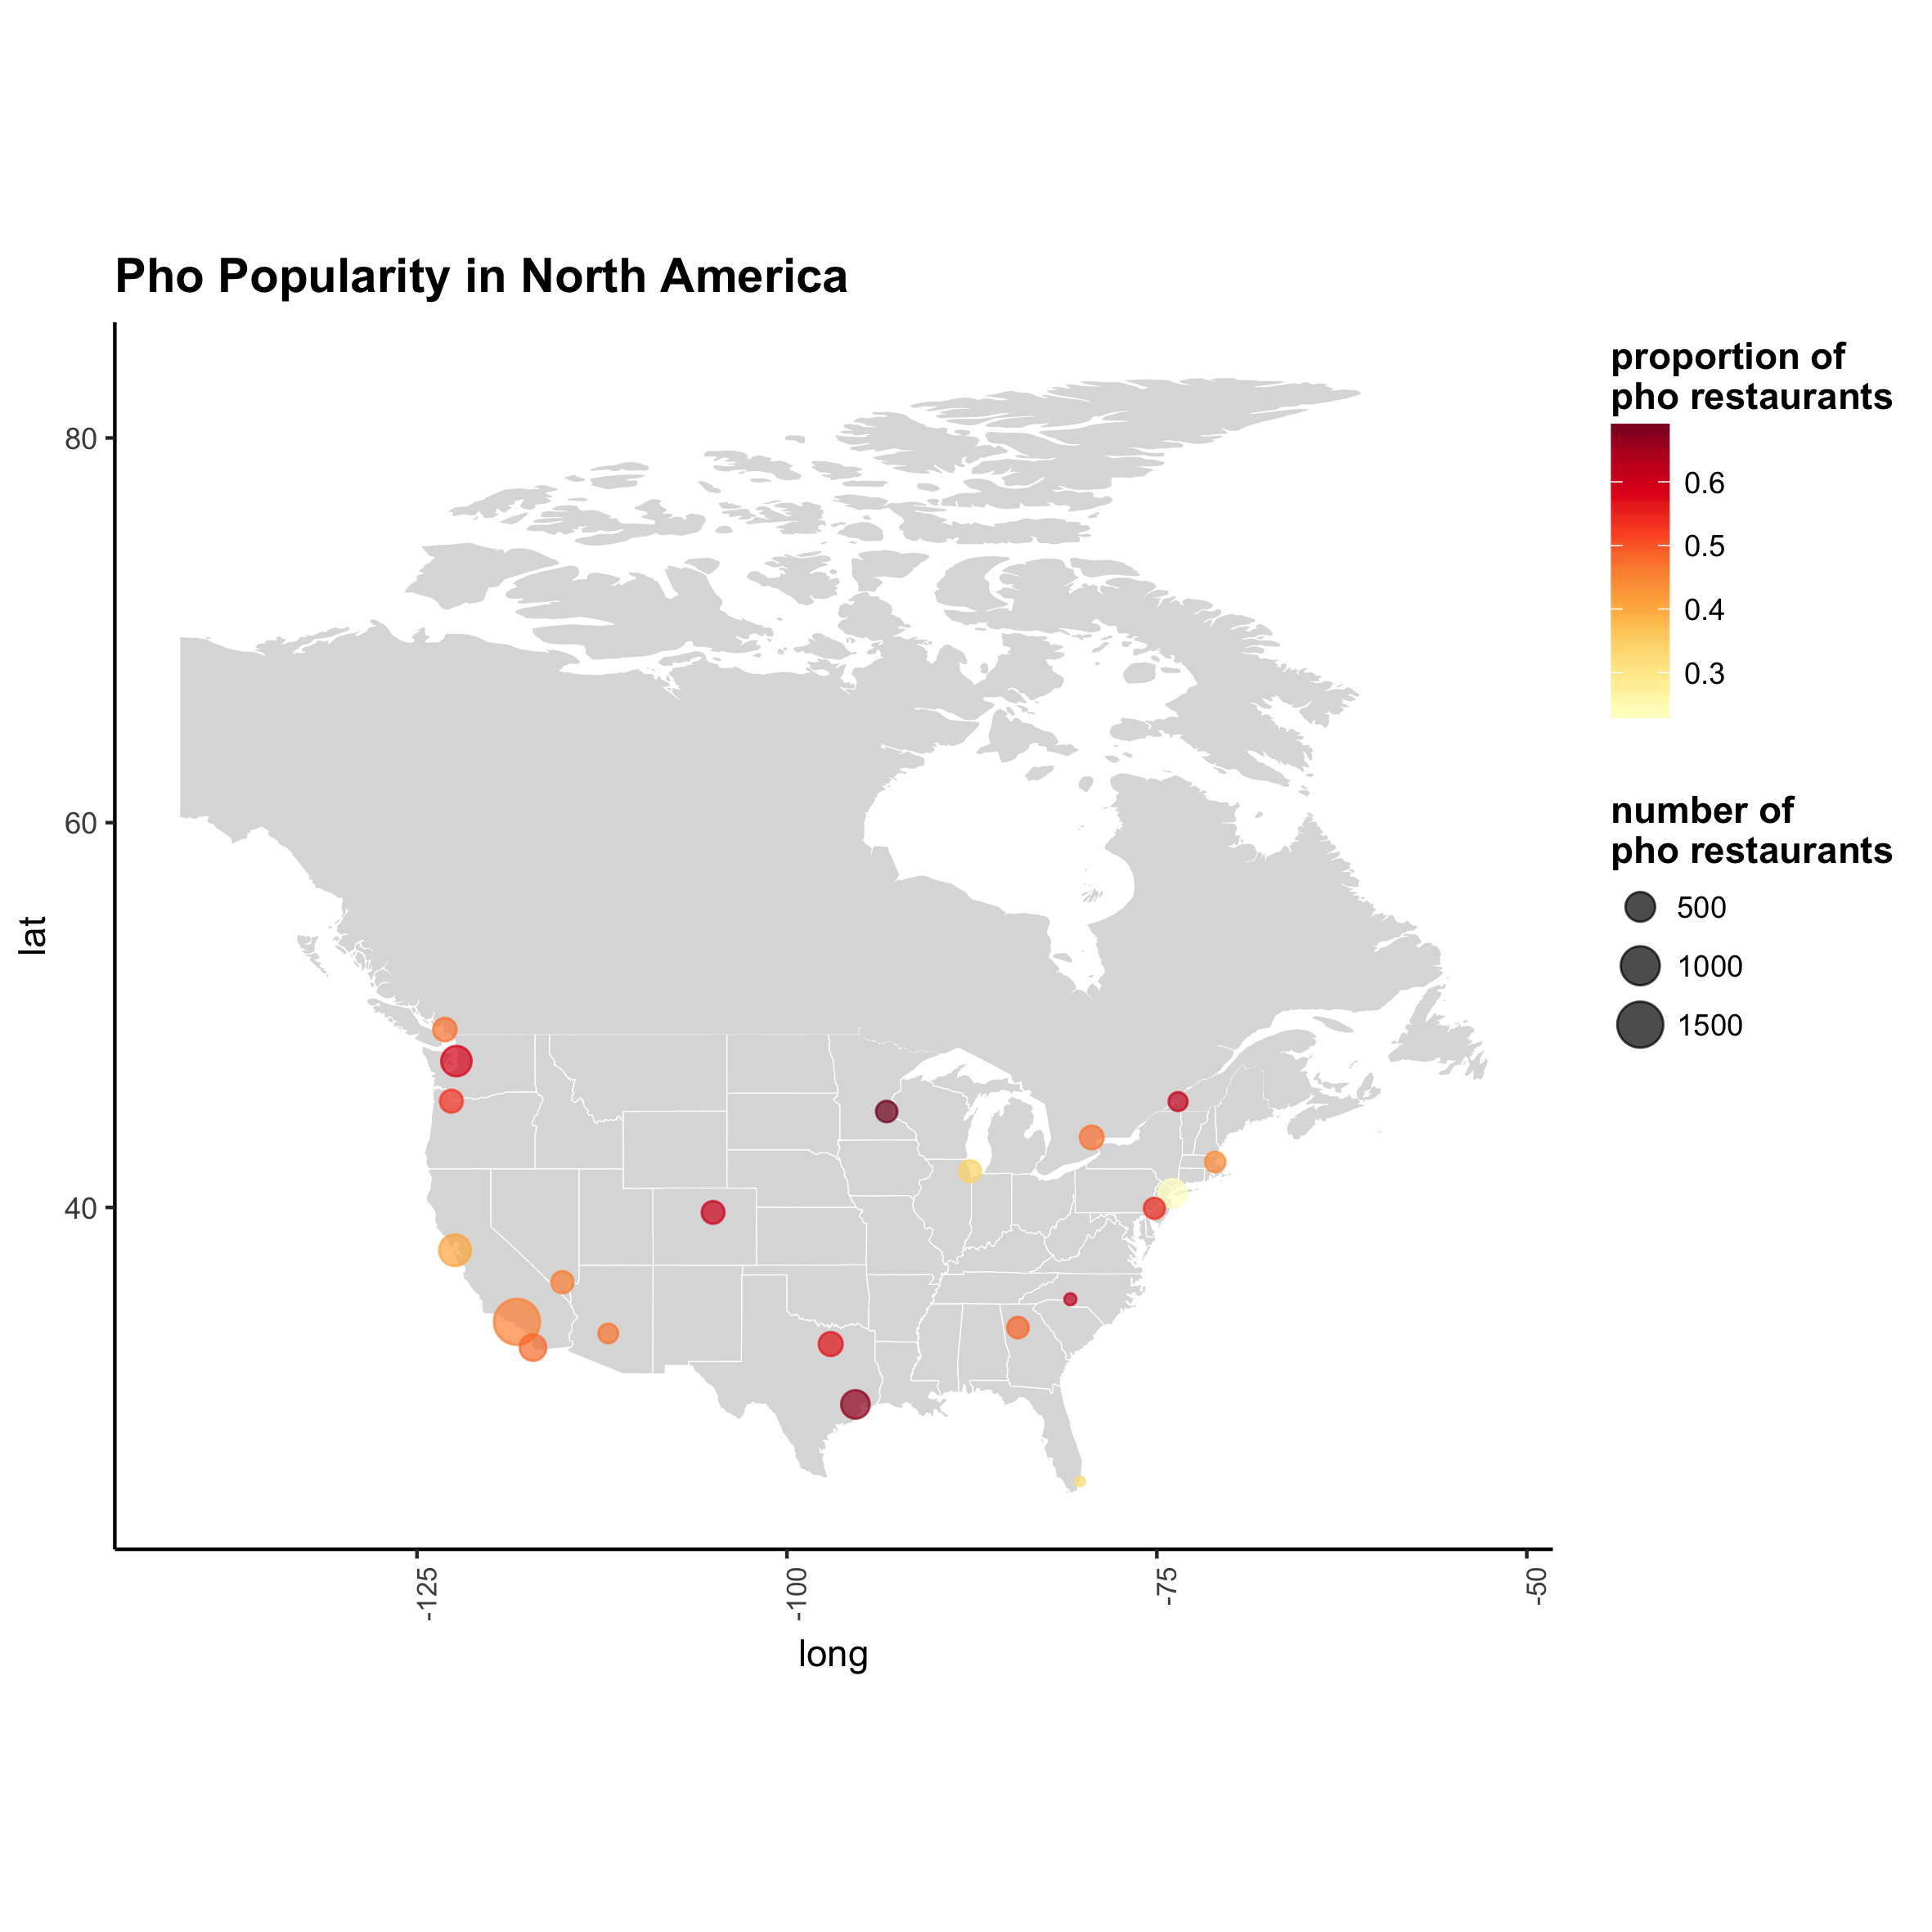 Pho Popularity in North America
80
60
40
lat
-125
-100
-75
-50
long
proportion of
pho restaurants
0.6
0.5
0.4
0.3
number of
pho restaurants
500
1000
1500